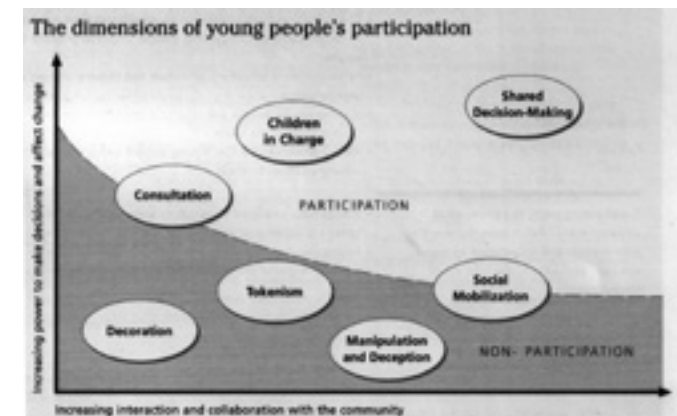 The dimensions of young people's participation
Increasing power to make decisions and affect change
Shared
Decision-Making
Children
in Charge
Consultation
PARTICIPATION
Tokenism
Social
Mobilization
Decoration
Manipulation
and Deception
NON- PARTICIPATION
Increasing interaction and collaboration with the community